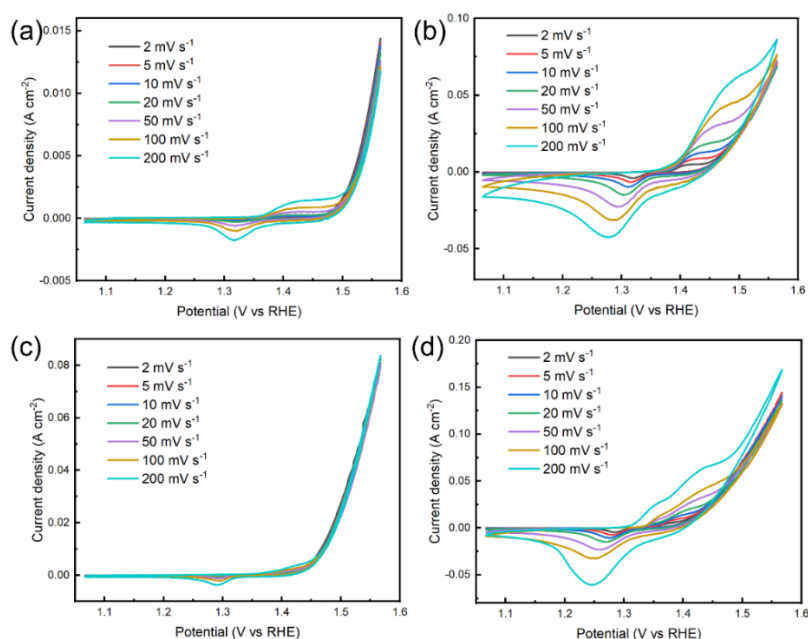 (a)
0.015
0.010
0.005
0.000
-0.005
Current density (A cm⁻²)
2 mV s⁻¹
5 mV s⁻¹
10 mV s⁻¹
20 mV s⁻¹
50 mV s⁻¹
100 mV s⁻¹
200 mV s⁻¹
1.1 1.2 1.3 1.4 1.5 1.6
Potential (V vs RHE)
(b)
0.10
0.05
0.00
-0.05
Current density (A cm⁻²)
2 mV s⁻¹
5 mV s⁻¹
10 mV s⁻¹
20 mV s⁻¹
50 mV s⁻¹
100 mV s⁻¹
200 mV s⁻¹
1.1 1.2 1.3 1.4 1.5 1.6
Potential (V vs RHE)
(c)
0.08
0.06
0.04
0.02
0.00
Current density (A cm⁻²)
2 mV s⁻¹
5 mV s⁻¹
10 mV s⁻¹
20 mV s⁻¹
50 mV s⁻¹
100 mV s⁻¹
200 mV s⁻¹
1.1 1.2 1.3 1.4 1.5 1.6
Potential (V vs RHE)
(d)
0.20
0.15
0.10
0.05
0.00
-0.05
Current density (A cm⁻²)
2 mV s⁻¹
5 mV s⁻¹
10 mV s⁻¹
20 mV s⁻¹
50 mV s⁻¹
100 mV s⁻¹
200 mV s⁻¹
1.1 1.2 1.3 1.4 1.5 1.6
Potential (V vs RHE)